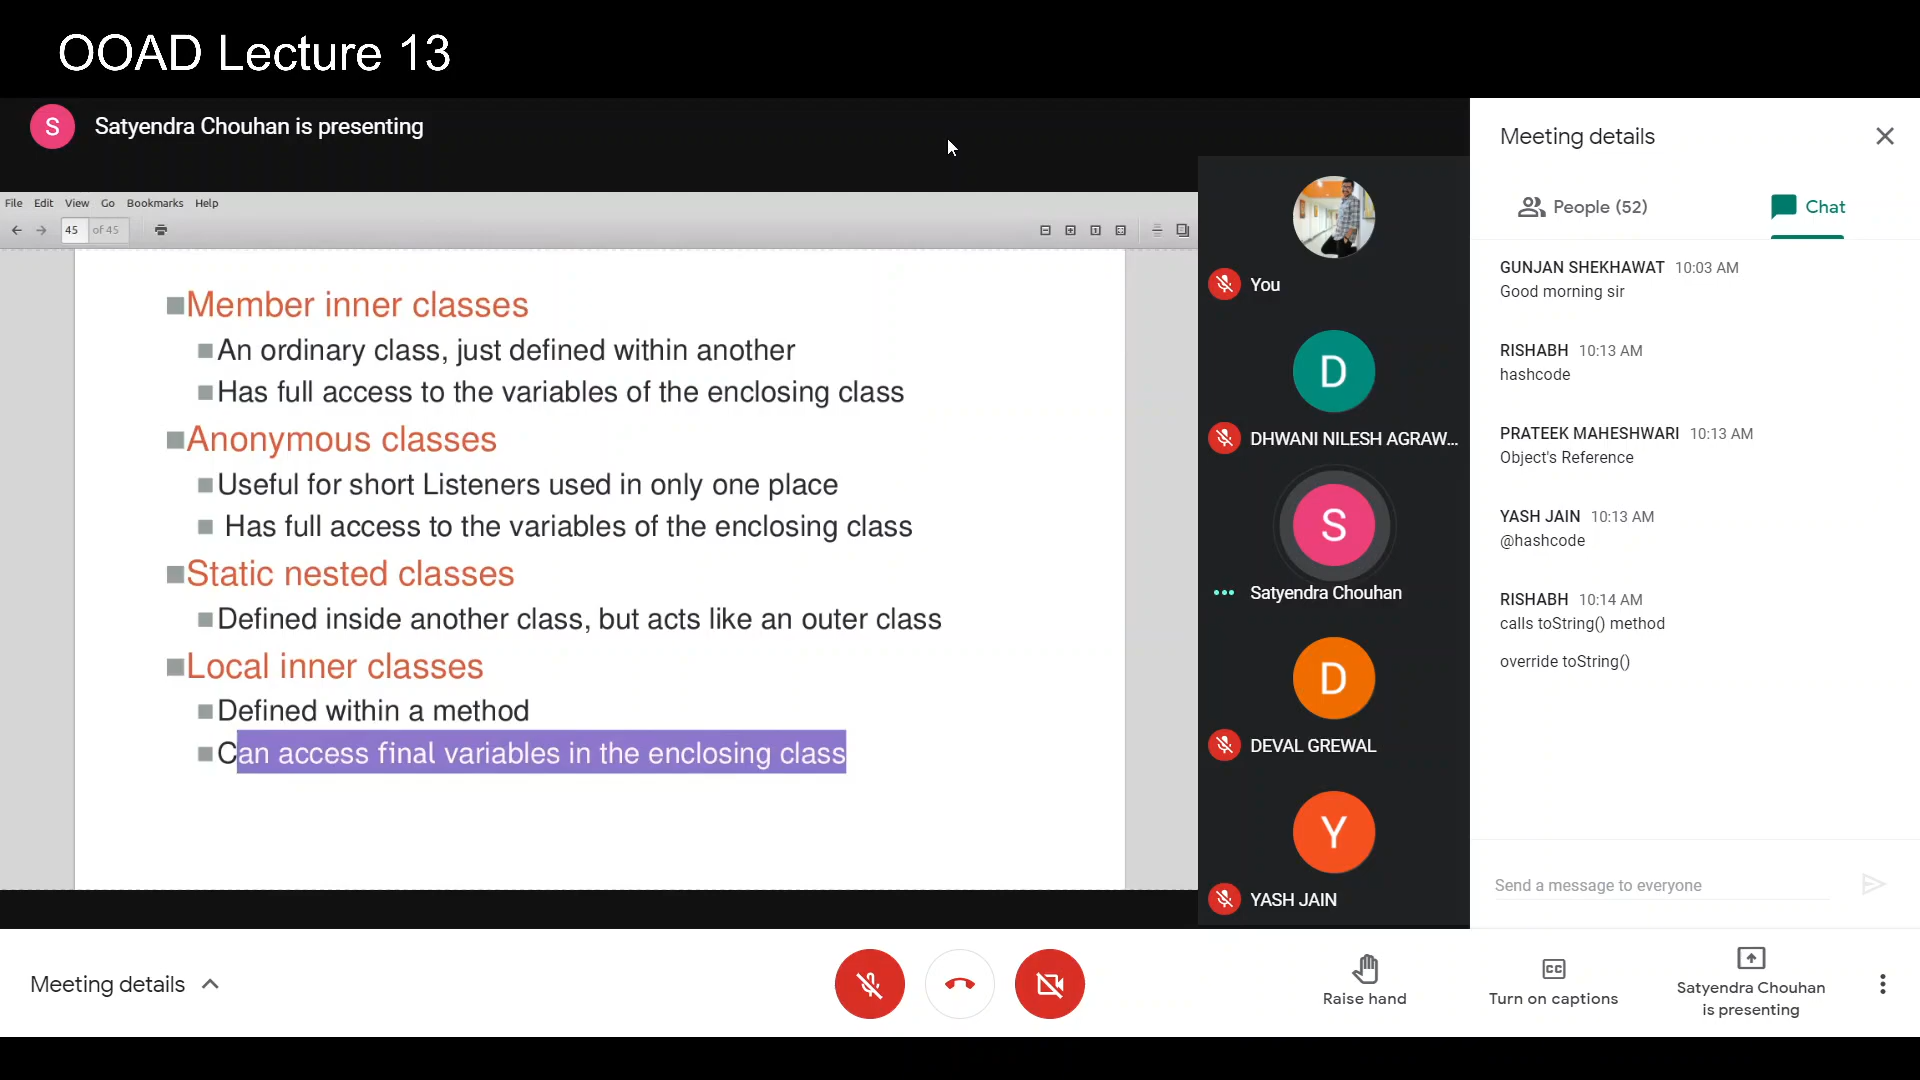 OOAD Lecture 13
S
Satyendra Chouhan is presenting
File Edit View Go Bookmarks Help
45 of 45
Member inner classes
An ordinary class, just defined within another
Has full access to the variables of the enclosing class
Anonymous classes
Useful for short Listeners used in only one place
Has full access to the variables of the enclosing class
Static nested classes
Defined inside another class, but acts like an outer class
Local inner classes
Defined within a method
Can access final variables in the enclosing class
You
D
DHWANI NILESH AGRAW...
S
Satyendra Chouhan
D
DEVAL GREWAL
Y
YASH JAIN
Meeting details
People (52)
Chat
GUNJAN SHEKHAWAT 10:03 AM
Good morning sir
RISHABH 10:13 AM
hashcode
PRATEEK MAHESHWARI 10:13 AM
Object's Reference
YASH JAIN 10:13 AM
@hashcode
RISHABH 10:14 AM
calls toString() method
override toString()
Send a message to everyone
Meeting details
Raise hand
CC
Turn on captions
Satyendra Chouhan
is presenting